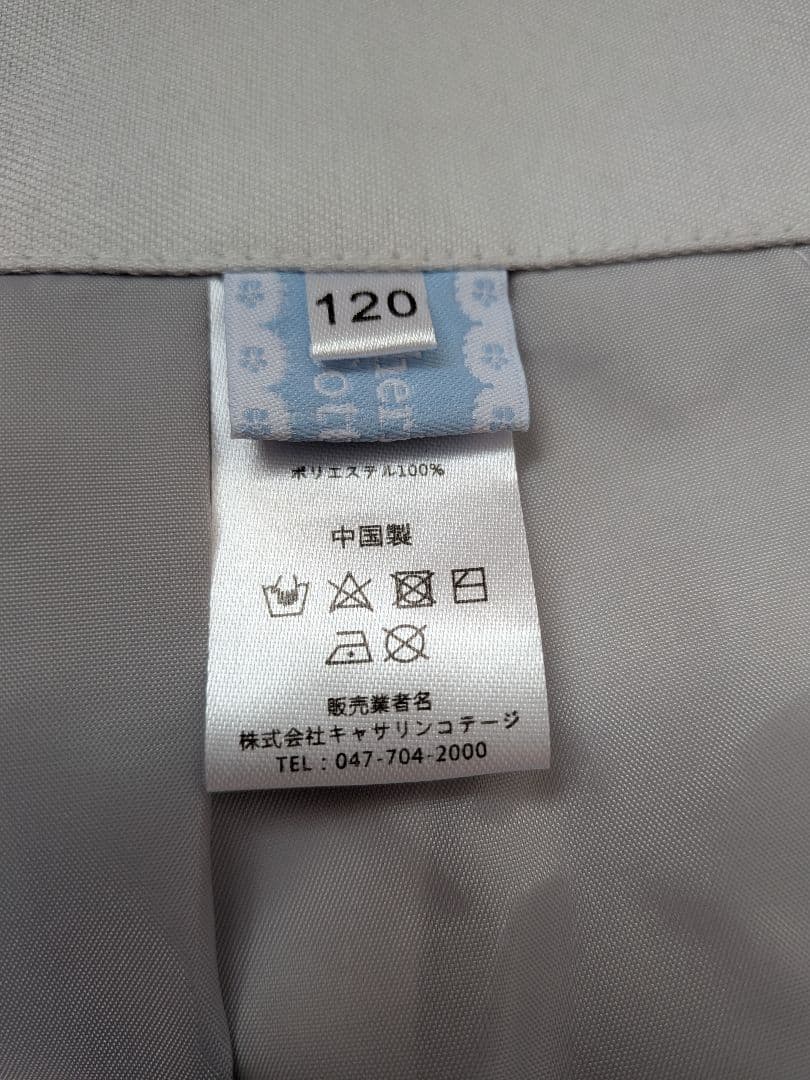 120
ポリエステル100%
中国製
販売業者名
株式会社キャサリンコテージ
TEL : 047-704-2000